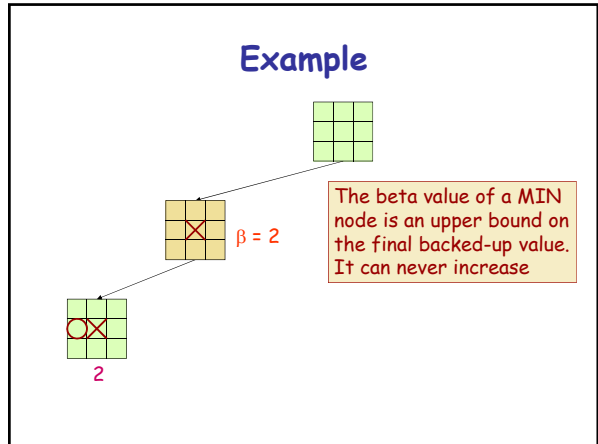 Example
The beta value of a MIN
node is an upper bound on
the final backed-up value.
It can never increase
β = 2
2